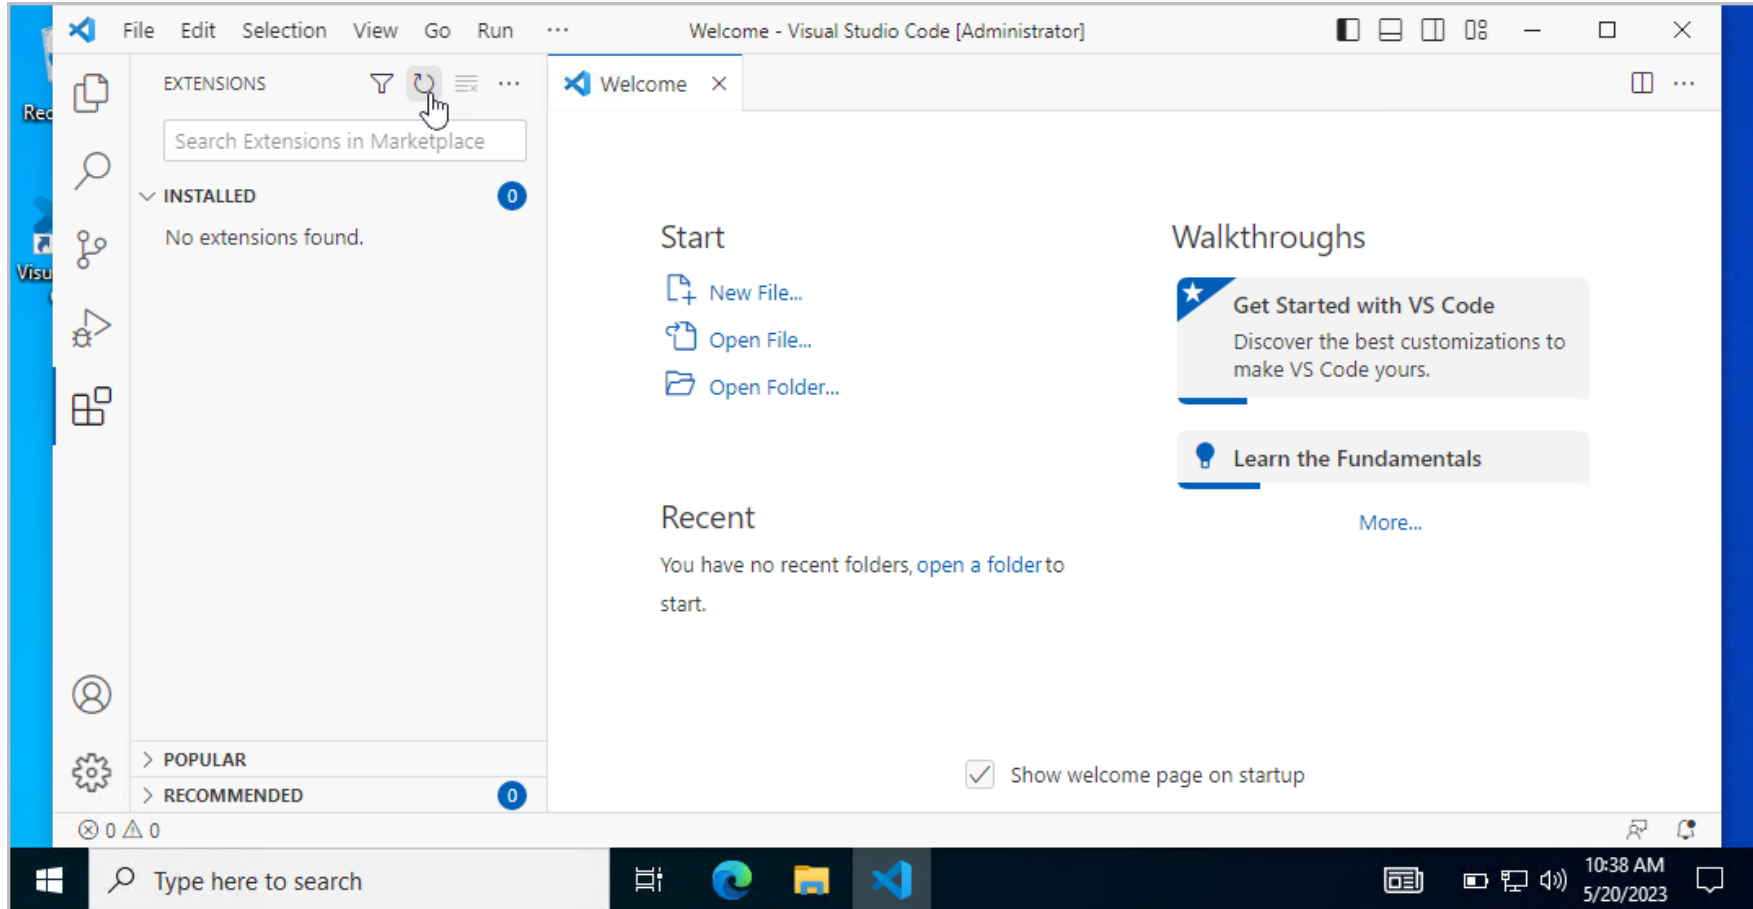 File Edit Selection View Go Run ···
Welcome - Visual Studio Code [Administrator]
EXTENSIONS
Welcome
Search Extensions in Marketplace
INSTALLED 0
No extensions found.
Start
New File...
Open File...
Open Folder...
Recent
You have no recent folders, open a folder to
start.
Walkthroughs
Get Started with VS Code
Discover the best customizations to
make VS Code yours.
Learn the Fundamentals
More...
POPULAR
RECOMMENDED 0
Show welcome page on startup
0 0
Type here to search
10:38 AM
5/20/2023